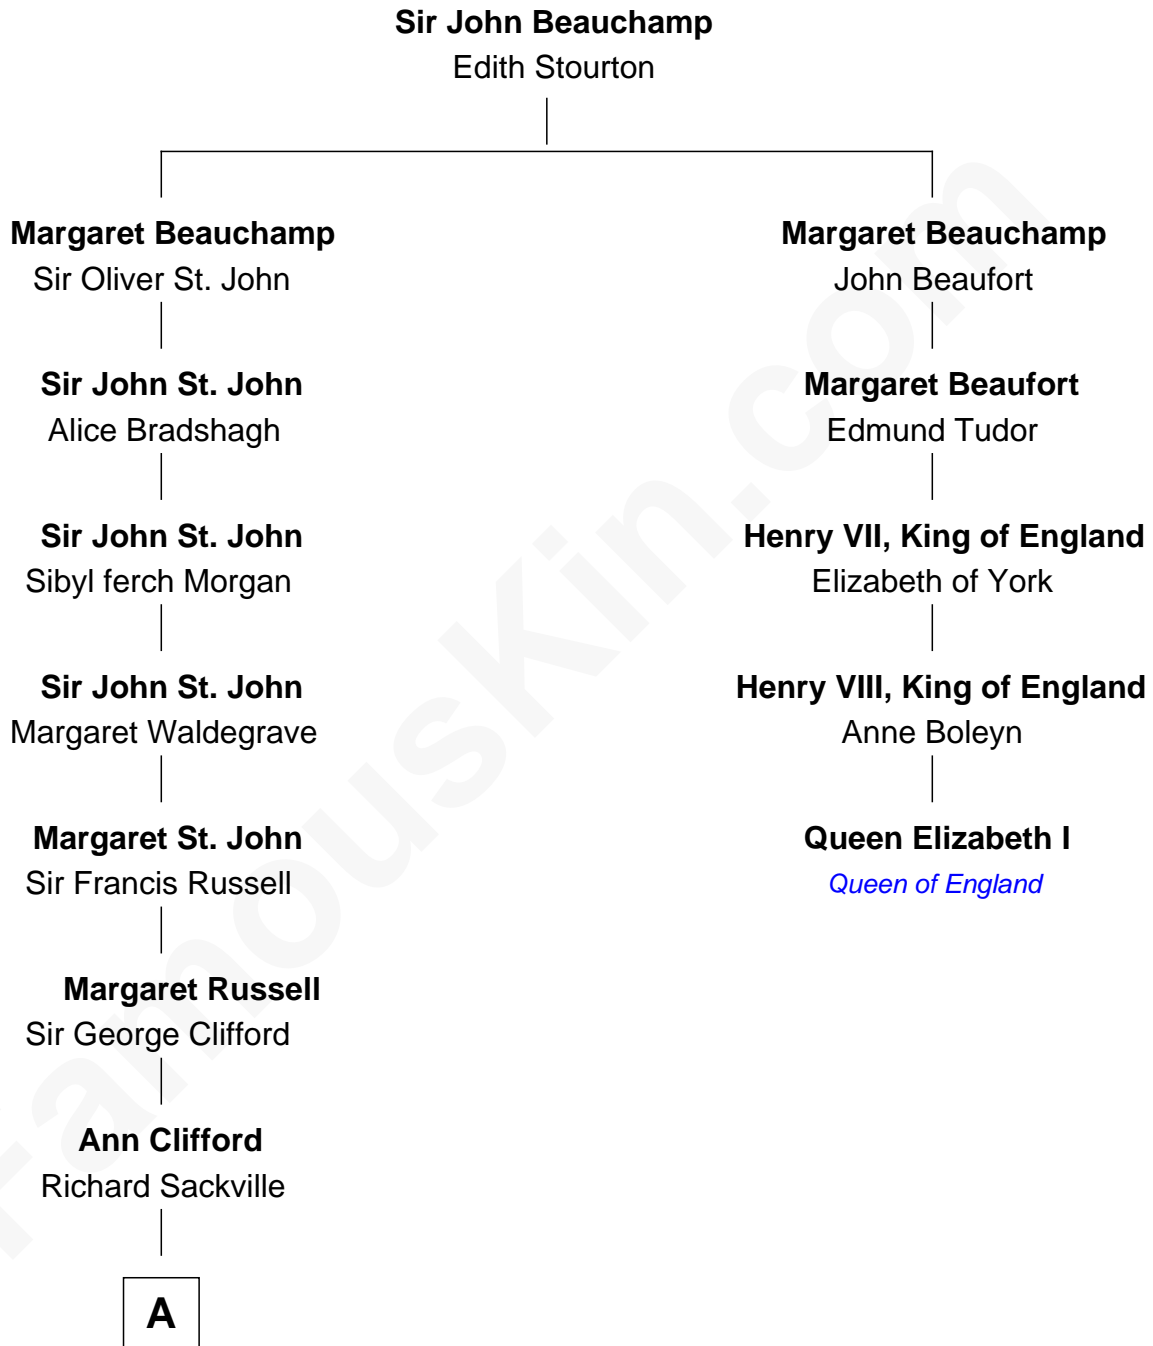 Sir John Beauchamp
Edith Stourton
Margaret Beauchamp
Sir Oliver St. John
Margaret Beauchamp
John Beaufort
Sir John St. John
Alice Bradshagh
Margaret Beaufort
Edmund Tudor
Sir John St. John
Sibyl ferch Morgan
Henry VII, King of England
Elizabeth of York
Sir John St. John
Margaret Waldegrave
Henry VIII, King of England
Anne Boleyn
Margaret St. John
Sir Francis Russell
Queen Elizabeth I
Queen of England
Margaret Russell
Sir George Clifford
Ann Clifford
Richard Sackville
A
FamousKin.com